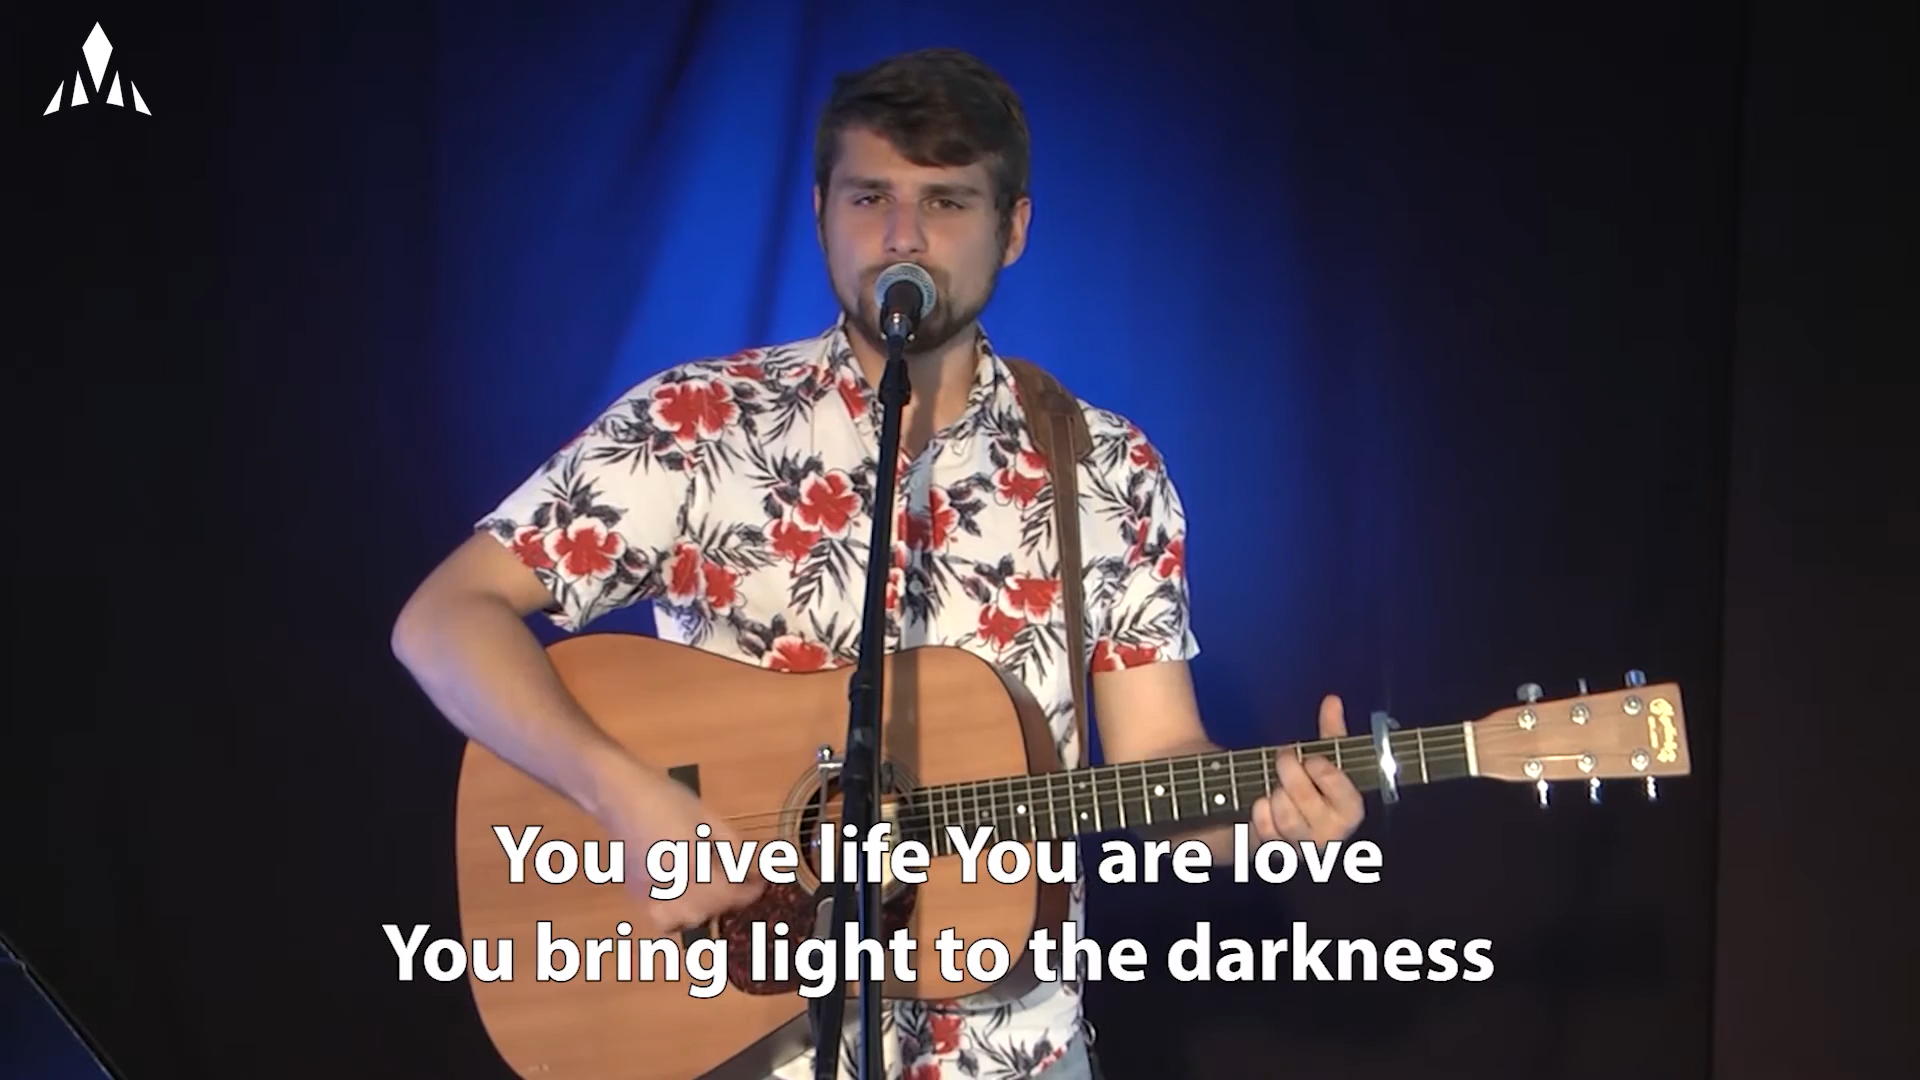 You give life You are love
You bring light to the darkness